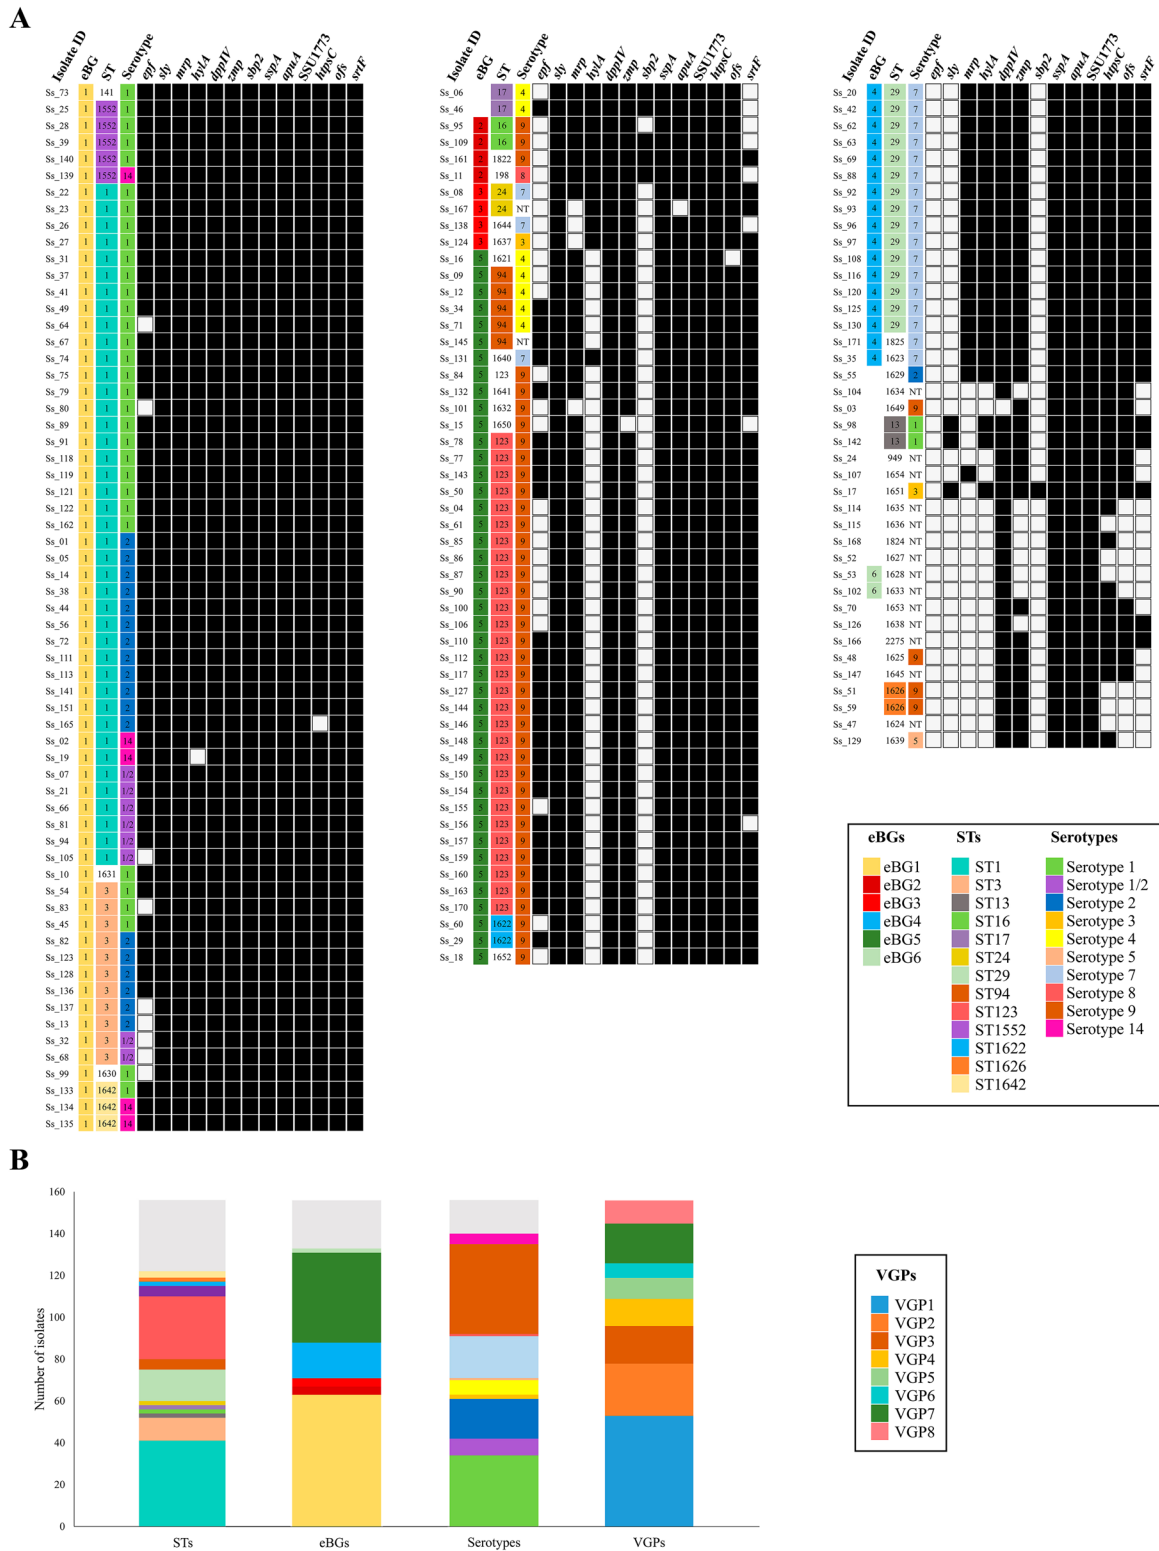 A
Isolate ID eBG ST Serotype epf sly mrp hylA dppIV zmp sbp2 sspA apuA SSU1773 htpsC ofs srtF
Ss_73 1 141 1
Ss_25 1 1552 1
Ss_28 1 1552 1
Ss_39 1 1552 1
Ss_140 1 1552 1
Ss_139 1 1552 14
Ss_22 1 1 1
Ss_23 1 1 1
Ss_26 1 1 1
Ss_27 1 1 1
Ss_31 1 1 1
Ss_37 1 1 1
Ss_41 1 1 1
Ss_49 1 1 1
Ss_64 1 1 1
Ss_67 1 1 1
Ss_74 1 1 1
Ss_75 1 1 1
Ss_79 1 1 1
Ss_80 1 1 1
Ss_89 1 1 1
Ss_91 1 1 1
Ss_118 1 1 1
Ss_119 1 1 1
Ss_121 1 1 1
Ss_122 1 1 1
Ss_162 1 1 1
Ss_01 1 1 2
Ss_05 1 1 2
Ss_14 1 1 2
Ss_38 1 1 2
Ss_44 1 1 2
Ss_56 1 1 2
Ss_72 1 1 2
Ss_111 1 1 2
Ss_113 1 1 2
Ss_141 1 1 2
Ss_151 1 1 2
Ss_165 1 1 2
Ss_02 1 1 14
Ss_19 1 1 14
Ss_07 1 1 1/2
Ss_21 1 1 1/2
Ss_66 1 1 1/2
Ss_81 1 1 1/2
Ss_94 1 1 1/2
Ss_105 1 1 1/2
Ss_10 1 1631 1
Ss_54 1 3 1
Ss_83 1 3 1
Ss_45 1 3 1
Ss_82 1 3 2
Ss_123 1 3 2
Ss_128 1 3 2
Ss_136 1 3 2
Ss_137 1 3 2
Ss_13 1 3 2
Ss_32 1 3 1/2
Ss_68 1 3 1/2
Ss_99 1 1630 1
Ss_133 1 1642 1
Ss_134 1 1642 14
Ss_135 1 1642 14
Isolate ID eBG ST Serotype epf sly mrp hylA dppIV zmp sbp2 sspA apuA SSU1773 htpsC ofs srtF
Ss_06 17 4
Ss_46 17 4
Ss_95 2 16 9
Ss_109 2 16 9
Ss_161 2 1822 9
Ss_11 2 198 8
Ss_08 3 24 7
Ss_167 3 24 NT
Ss_138 3 1644 7
Ss_124 3 1637 3
Ss_16 5 1621 4
Ss_09 5 94 4
Ss_12 5 94 4
Ss_34 5 94 4
Ss_71 5 94 4
Ss_145 5 94 NT
Ss_131 5 1640 7
Ss_84 5 123 9
Ss_132 5 1641 9
Ss_101 5 1632 9
Ss_15 5 1650 9
Ss_78 5 123 9
Ss_77 5 123 9
Ss_143 5 123 9
Ss_50 5 123 9
Ss_04 5 123 9
Ss_61 5 123 9
Ss_85 5 123 9
Ss_86 5 123 9
Ss_87 5 123 9
Ss_90 5 123 9
Ss_100 5 123 9
Ss_106 5 123 9
Ss_110 5 123 9
Ss_112 5 123 9
Ss_117 5 123 9
Ss_127 5 123 9
Ss_144 5 123 9
Ss_146 5 123 9
Ss_148 5 123 9
Ss_149 5 123 9
Ss_150 5 123 9
Ss_154 5 123 9
Ss_155 5 123 9
Ss_156 5 123 9
Ss_157 5 123 9
Ss_159 5 123 9
Ss_160 5 123 9
Ss_163 5 123 9
Ss_170 5 123 9
Ss_60 5 1622 9
Ss_29 5 1622 9
Ss_18 5 1652 9
Isolate ID eBG ST Serotype epf sly mrp hylA dppIV zmp sbp2 sspA apuA SSU1773 htpsC ofs srtF
Ss_20 4 29 7
Ss_42 4 29 7
Ss_62 4 29 7
Ss_63 4 29 7
Ss_69 4 29 7
Ss_88 4 29 7
Ss_92 4 29 7
Ss_93 4 29 7
Ss_96 4 29 7
Ss_97 4 29 7
Ss_108 4 29 7
Ss_116 4 29 7
Ss_120 4 29 7
Ss_125 4 29 7
Ss_130 4 29 7
Ss_171 4 1825 7
Ss_35 4 1623 7
Ss_55 1629 2
Ss_104 1634 NT
Ss_03 1649 9
Ss_98 13 1
Ss_142 13 1
Ss_24 949 NT
Ss_107 1654 NT
Ss_17 1651 3
Ss_114 1635 NT
Ss_115 1636 NT
Ss_168 1824 NT
Ss_52 1627 NT
Ss_53 6 1628 NT
Ss_102 6 1633 NT
Ss_70 1653 NT
Ss_126 1638 NT
Ss_166 2275 NT
Ss_48 1625 9
Ss_147 1645 NT
Ss_51 1626 9
Ss_59 1626 9
Ss_47 1624 NT
Ss_129 1639 5
eBGs STs Serotypes
eBG1 ST1 Serotype 1
eBG2 ST3 Serotype 1/2
eBG3 ST13 Serotype 2
eBG4 ST16 Serotype 3
eBG5 ST17 Serotype 4
eBG6 ST24 Serotype 5
ST29 Serotype 7
ST94 Serotype 8
ST123 Serotype 9
ST1552 Serotype 14
ST1622
ST1626
ST1642
B
Number of isolates
160
140
120
100
80
60
40
20
0
STs eBGs Serotypes VGPs
VGPs
VGP1
VGP2
VGP3
VGP4
VGP5
VGP6
VGP7
VGP8